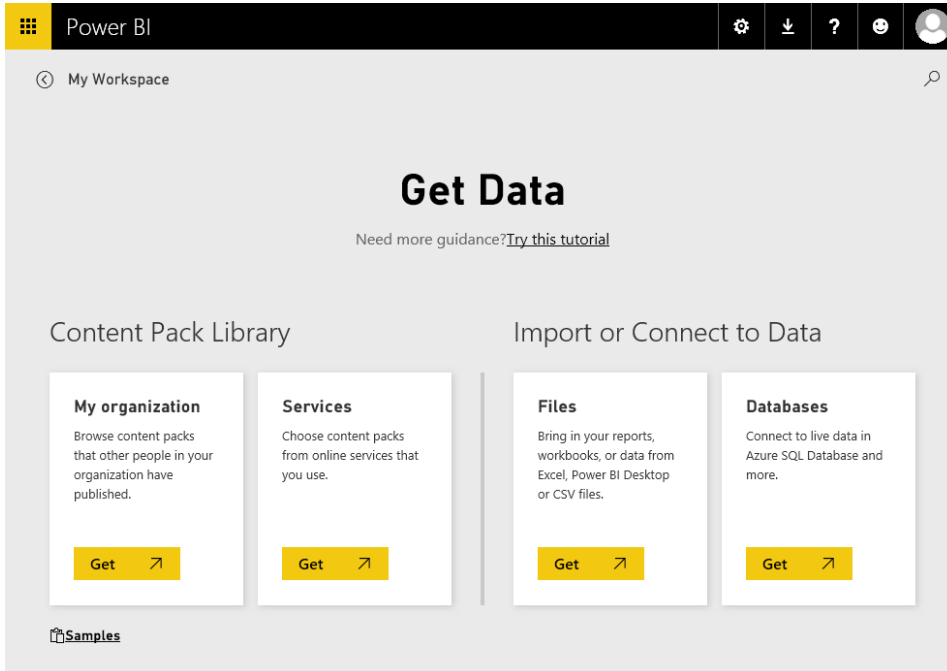 Power BI
?
My Workspace
Get Data
Need more guidance?Try this tutorial
Content Pack Library
My organization
Browse content packs
that other people in your
organization have
published.
Get
Services
Choose content packs
from online services that
you use.
Get
Import or Connect to Data
Files
Bring in your reports,
workbooks, or data from
Excel, Power BI Desktop
or CSV files.
Get
Databases
Connect to live data in
Azure SQL Database and
more.
Get
Samples